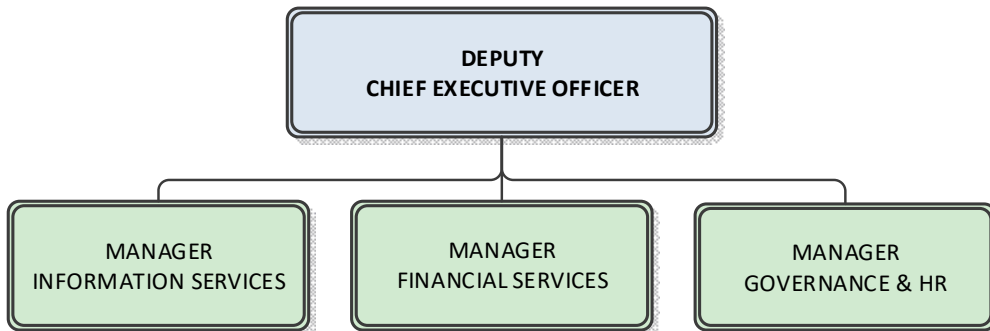 DEPUTY
CHIEF EXECUTIVE OFFICER
MANAGER
INFORMATION SERVICES
MANAGER
FINANCIAL SERVICES
MANAGER
GOVERNANCE & HR